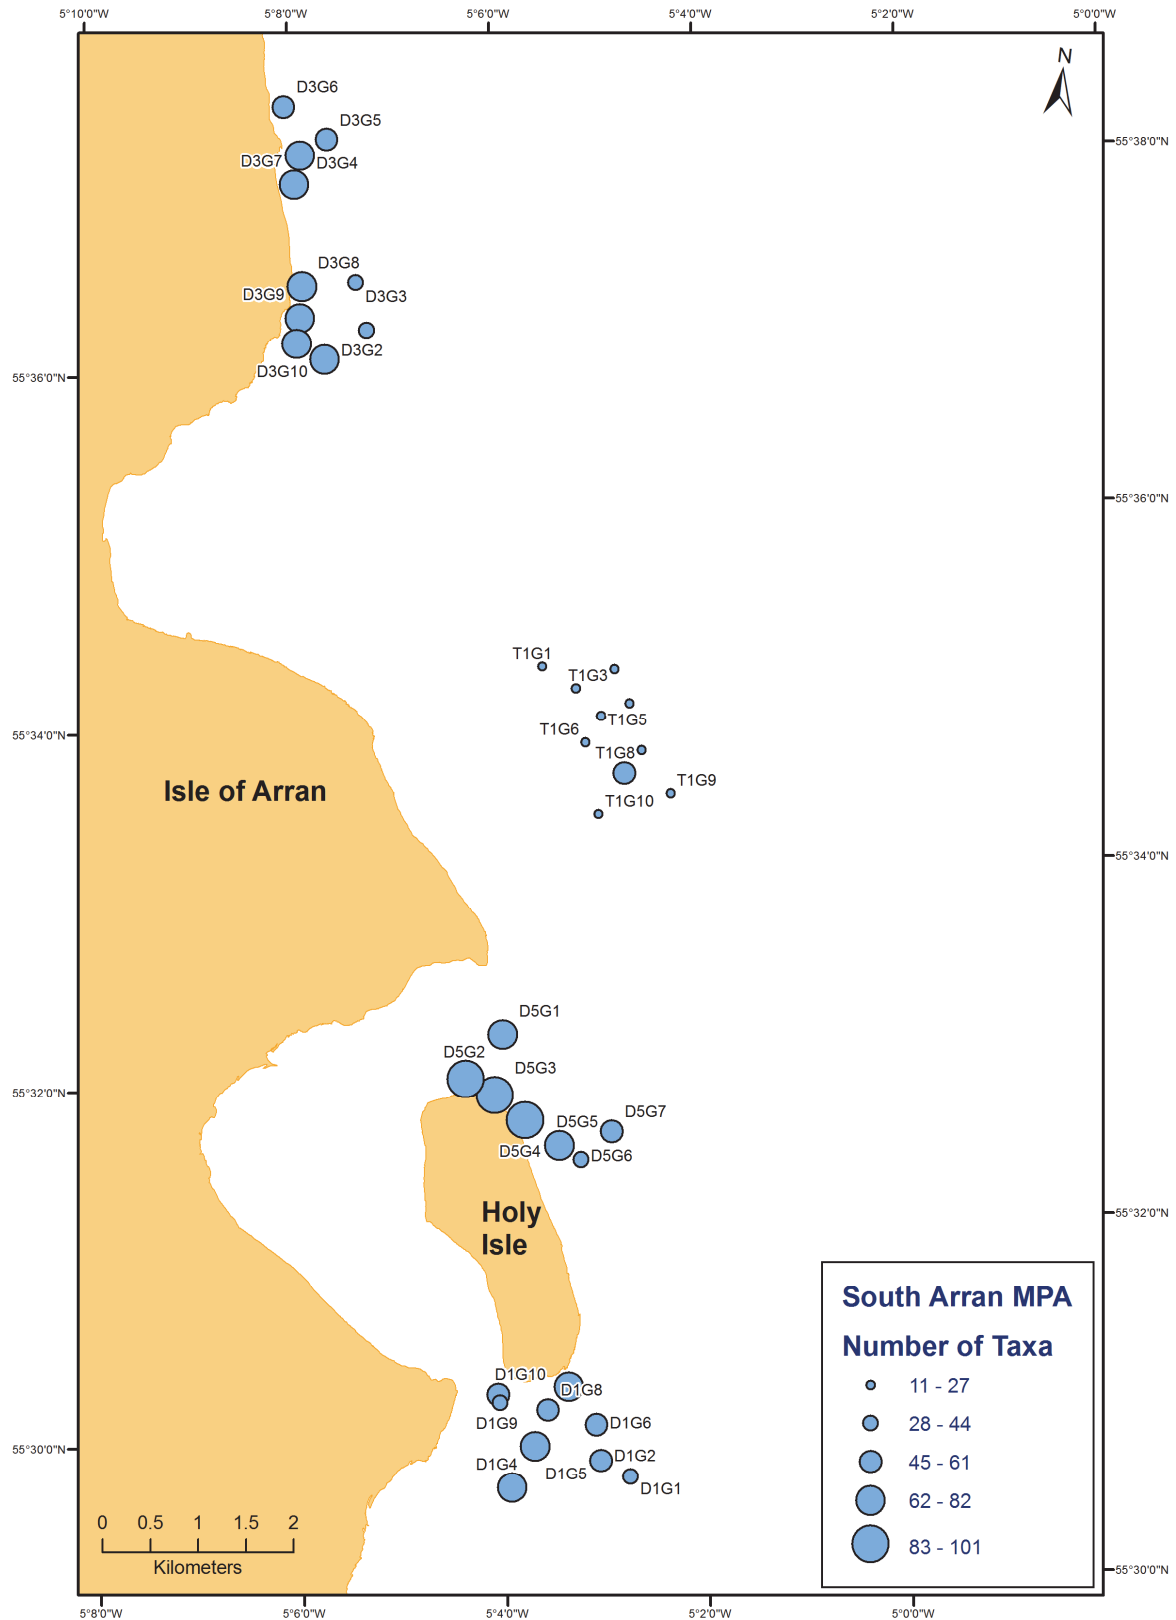 5°10'0"W 5°8'0"W 5°6'0"W 5°4'0"W 5°2'0"W 5°0'0"W
N
D3G6
D3G5
55°38'0"N
D3G7 D3G4
D3G8
D3G9 D3G3
D3G2
D3G10
55°36'0"N
55°36'0"N
T1G1
T1G3
T1G5
T1G6
55°34'0"N
T1G8
T1G9
Isle of Arran
T1G10
55°34'0"N
D5G1
D5G2
D5G3
55°32'0"N
D5G5 D5G7
D5G4 D5G6
Holy
Isle
55°32'0"N
South Arran MPA
Number of Taxa
11 - 27
28 - 44
45 - 61
62 - 82
83 - 101
D1G10
D1G8
D1G9 D1G6
55°30'0"N
D1G4 D1G5 D1G2
D1G1
0 0.5 1 1.5 2
Kilometers
55°30'0"N
5°8'0"W 5°6'0"W 5°4'0"W 5°2'0"W 5°0'0"W